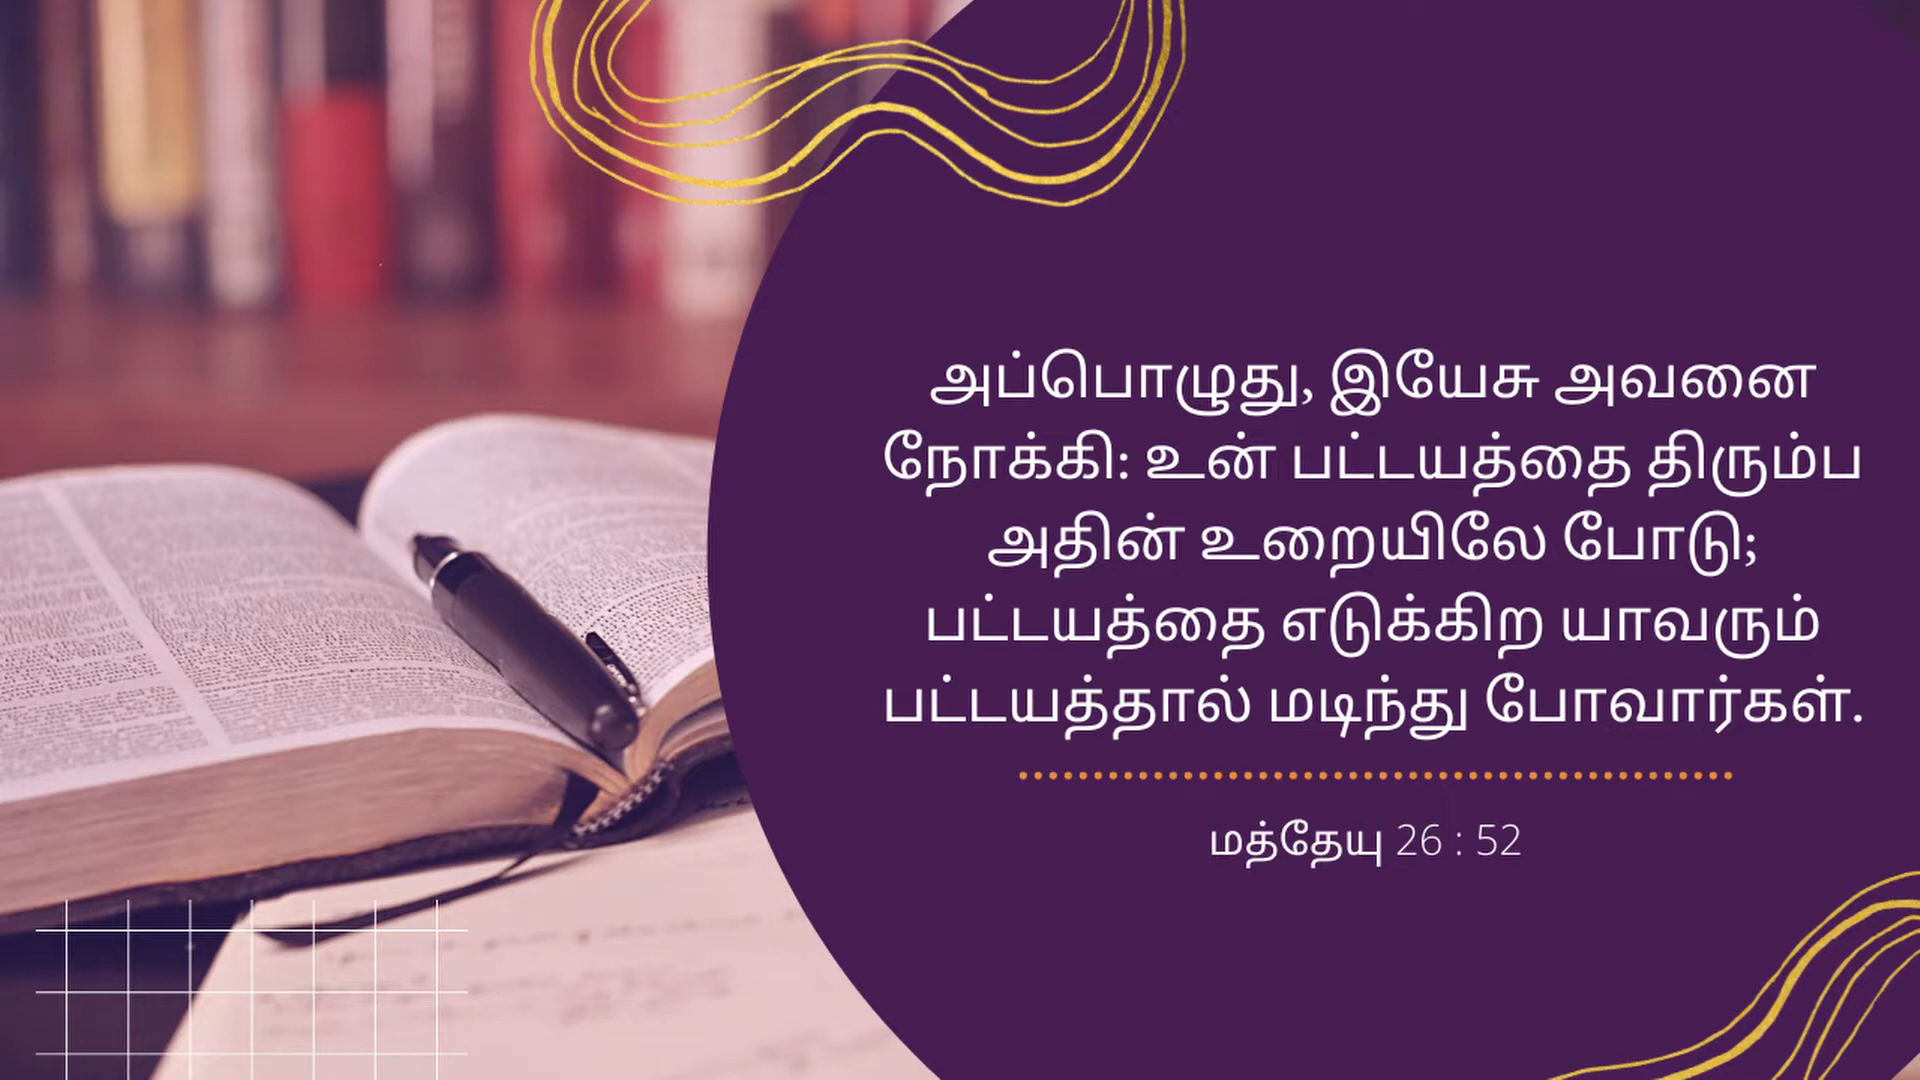 அப்பொழுது, இயேசு அவனை
நோக்கி: உன் பட்டயத்தை திரும்ப
அதின் உறையிலே போடு;
பட்டயத்தை எடுக்கிற யாவரும்
பட்டயத்தால் மடிந்து போவார்கள்.
மத்தேயு 26 : 52